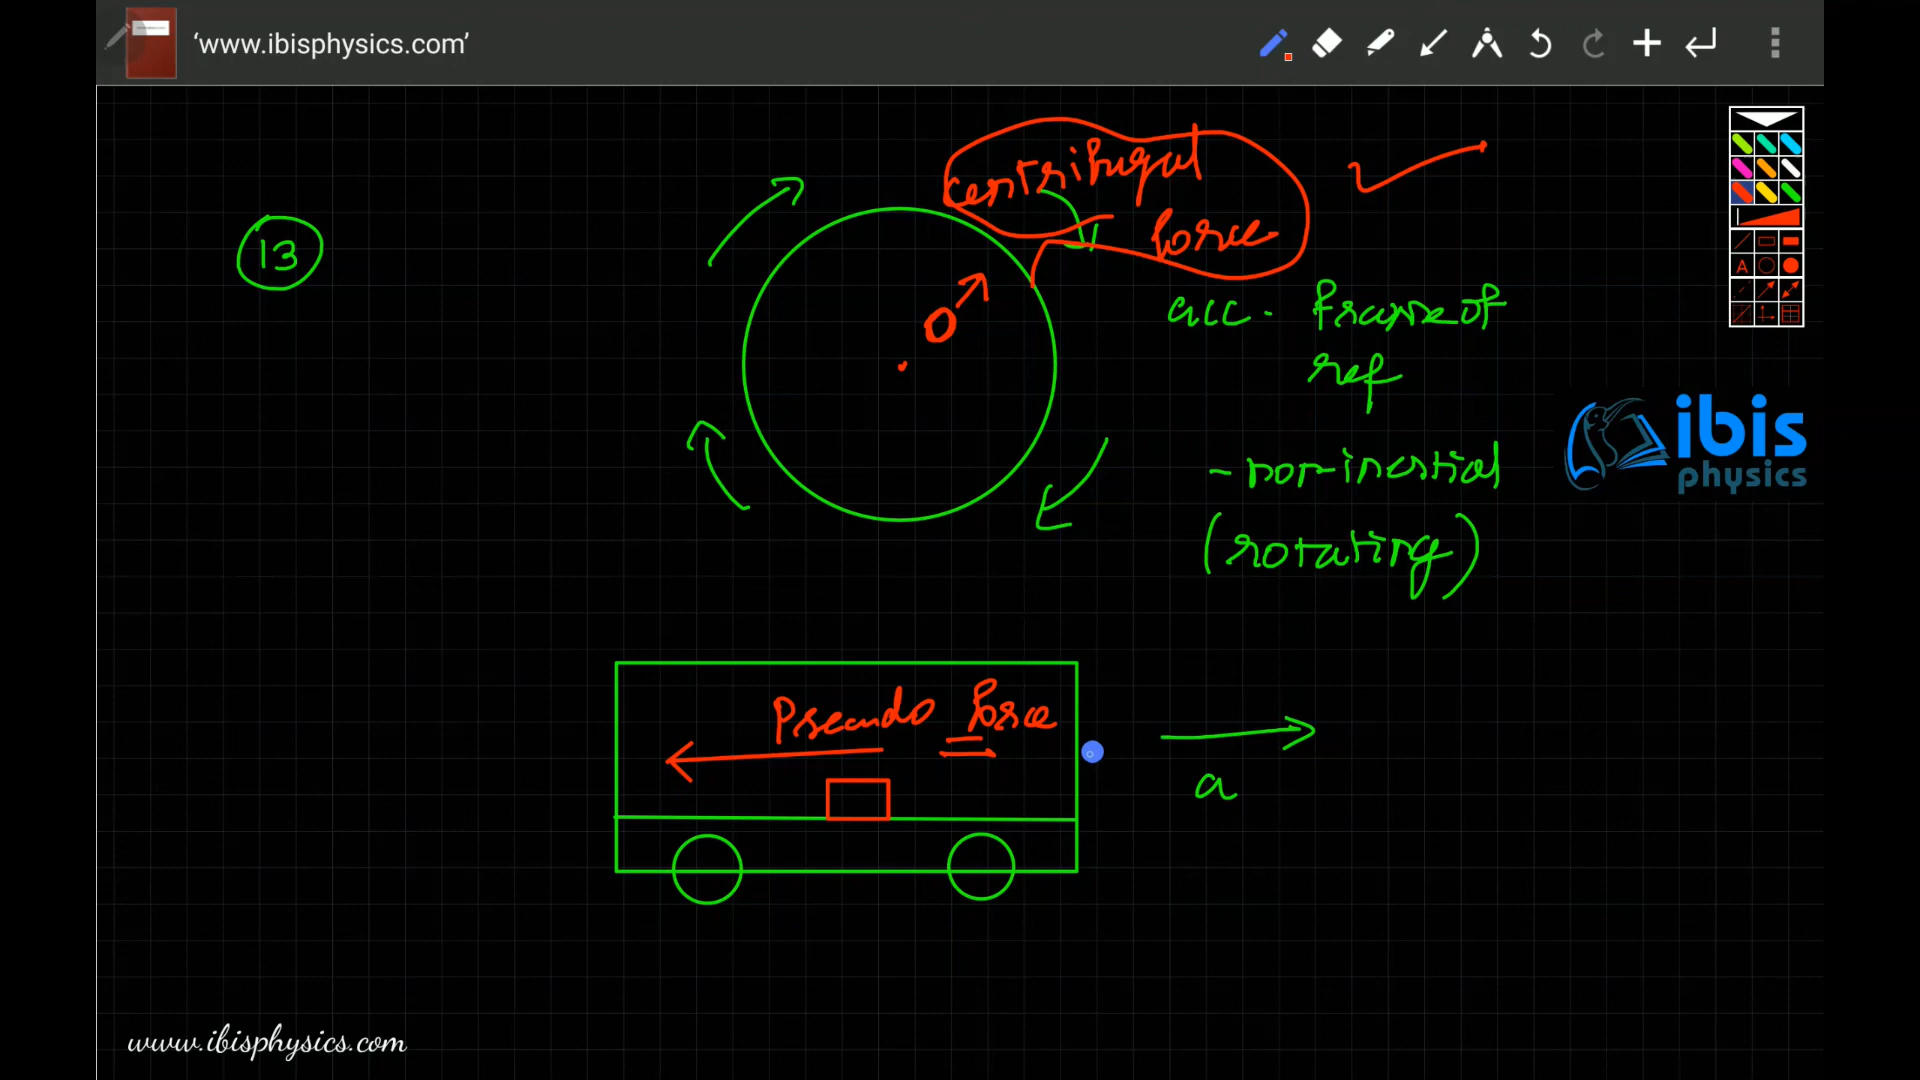 ‘www.ibisphysics.com’
13
centrifugal
force
acc. frame of
ref
- non-inertial
(rotating)
ibis
physics
Pseudo force
a
www.ibisphysics.com